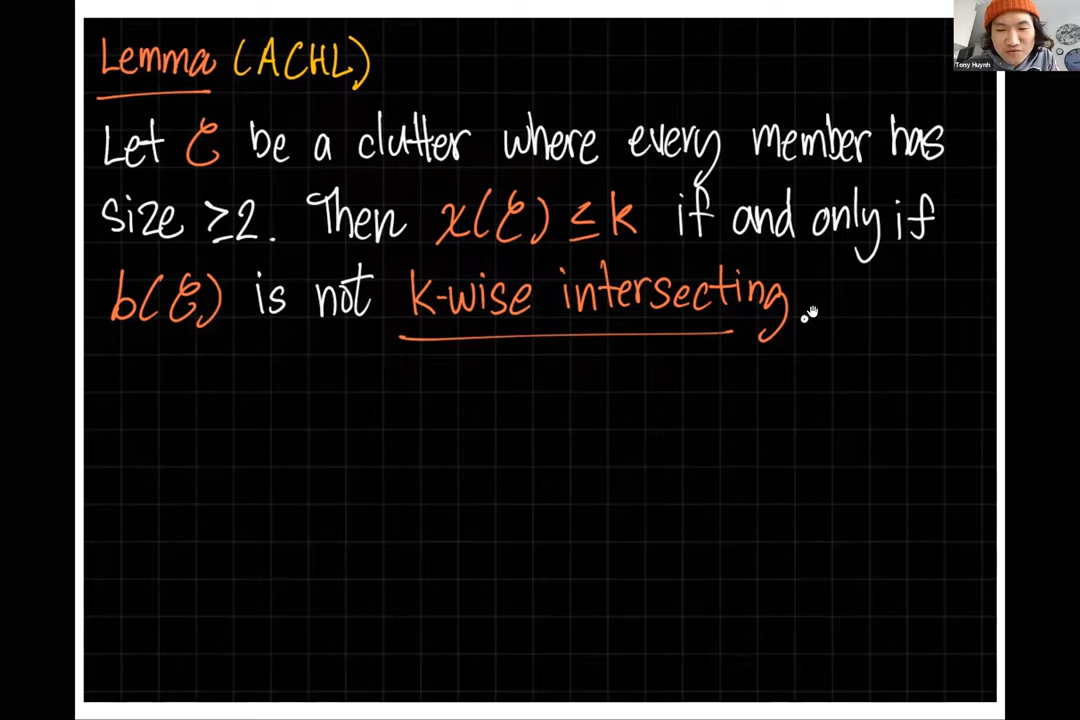 Lemma (ACHL)
Let 𝒞 be a clutter where every member has
size ≥2. Then χ(𝒞) ≤ k if and only if
b(𝒞) is not k-wise intersecting.
Tony Huynh